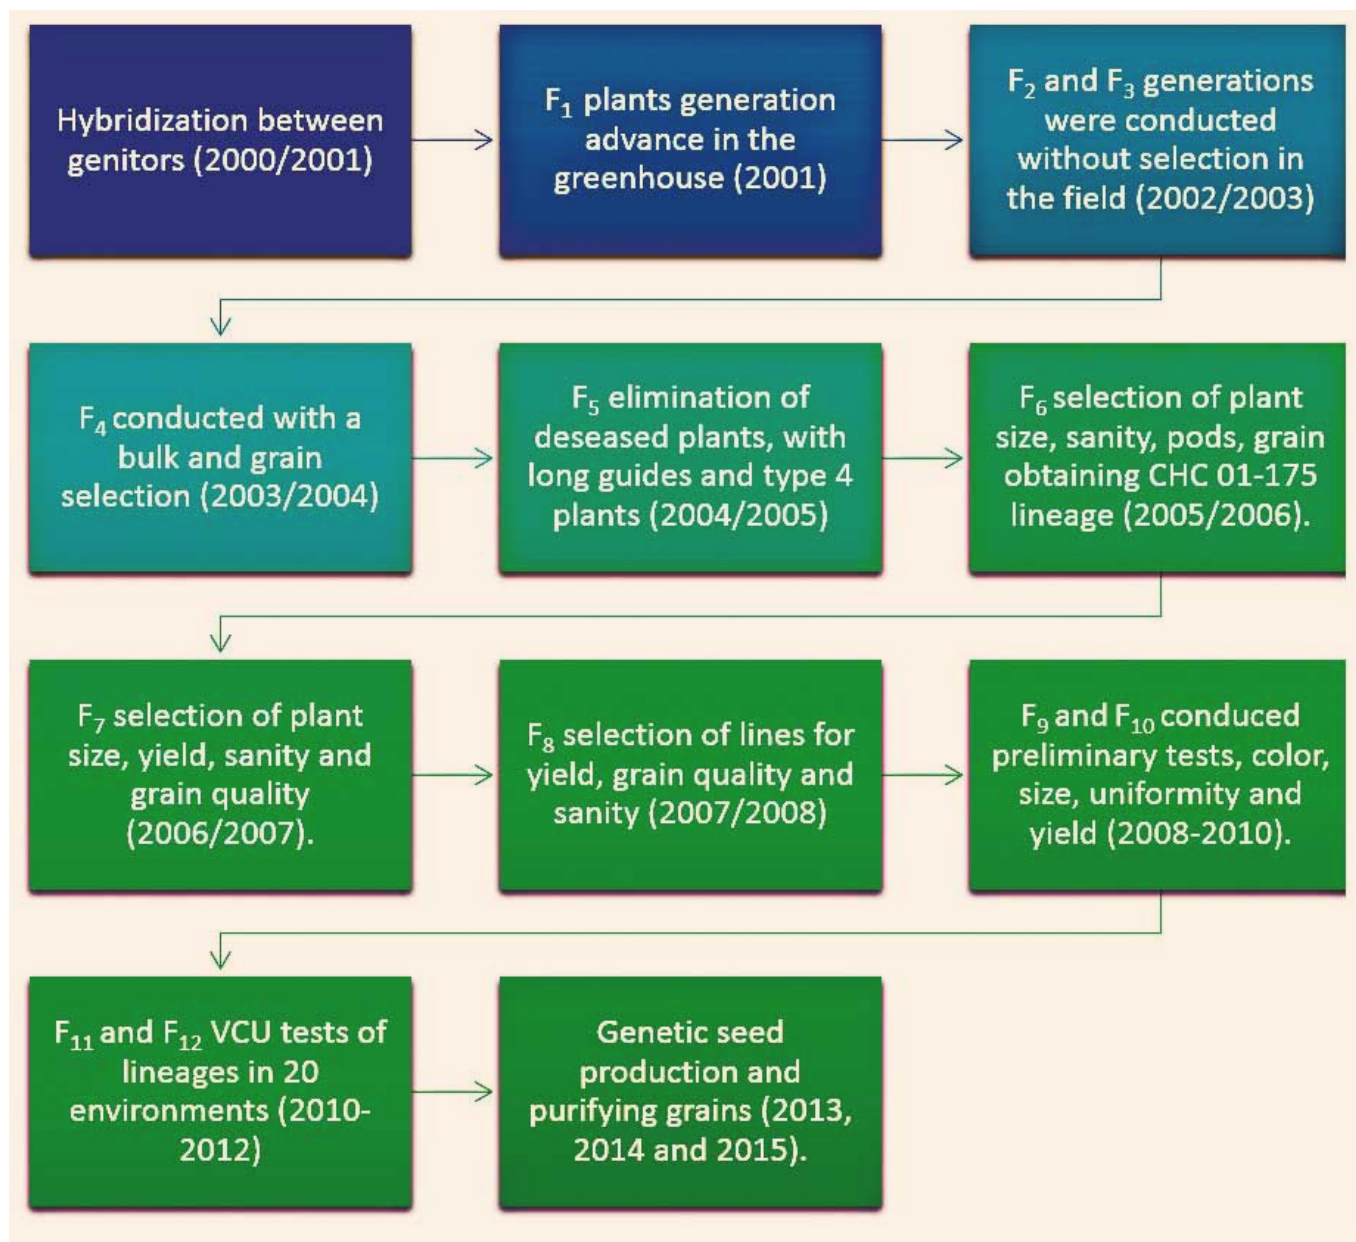 Hybridization between
genitors (2000/2001)
F₁ plants generation
advance in the
greenhouse (2001)
F₂ and F₃ generations
were conducted
without selection in
the field (2002/2003)
F₄ conducted with a
bulk and grain
selection (2003/2004)
F₅ elimination of
deseased plants, with
long guides and type 4
plants (2004/2005)
F₆ selection of plant
size, sanity, pods, grain
obtaining CHC 01-175
lineage (2005/2006).
F₇ selection of plant
size, yield, sanity and
grain quality
(2006/2007).
F₈ selection of lines for
yield, grain quality and
sanity (2007/2008)
F₉ and F₁₀ conduced
preliminary tests, color,
size, uniformity and
yield (2008-2010).
F₁₁ and F₁₂ VCU tests of
lineages in 20
environments (2010-
2012)
Genetic seed
production and
purifying grains (2013,
2014 and 2015).